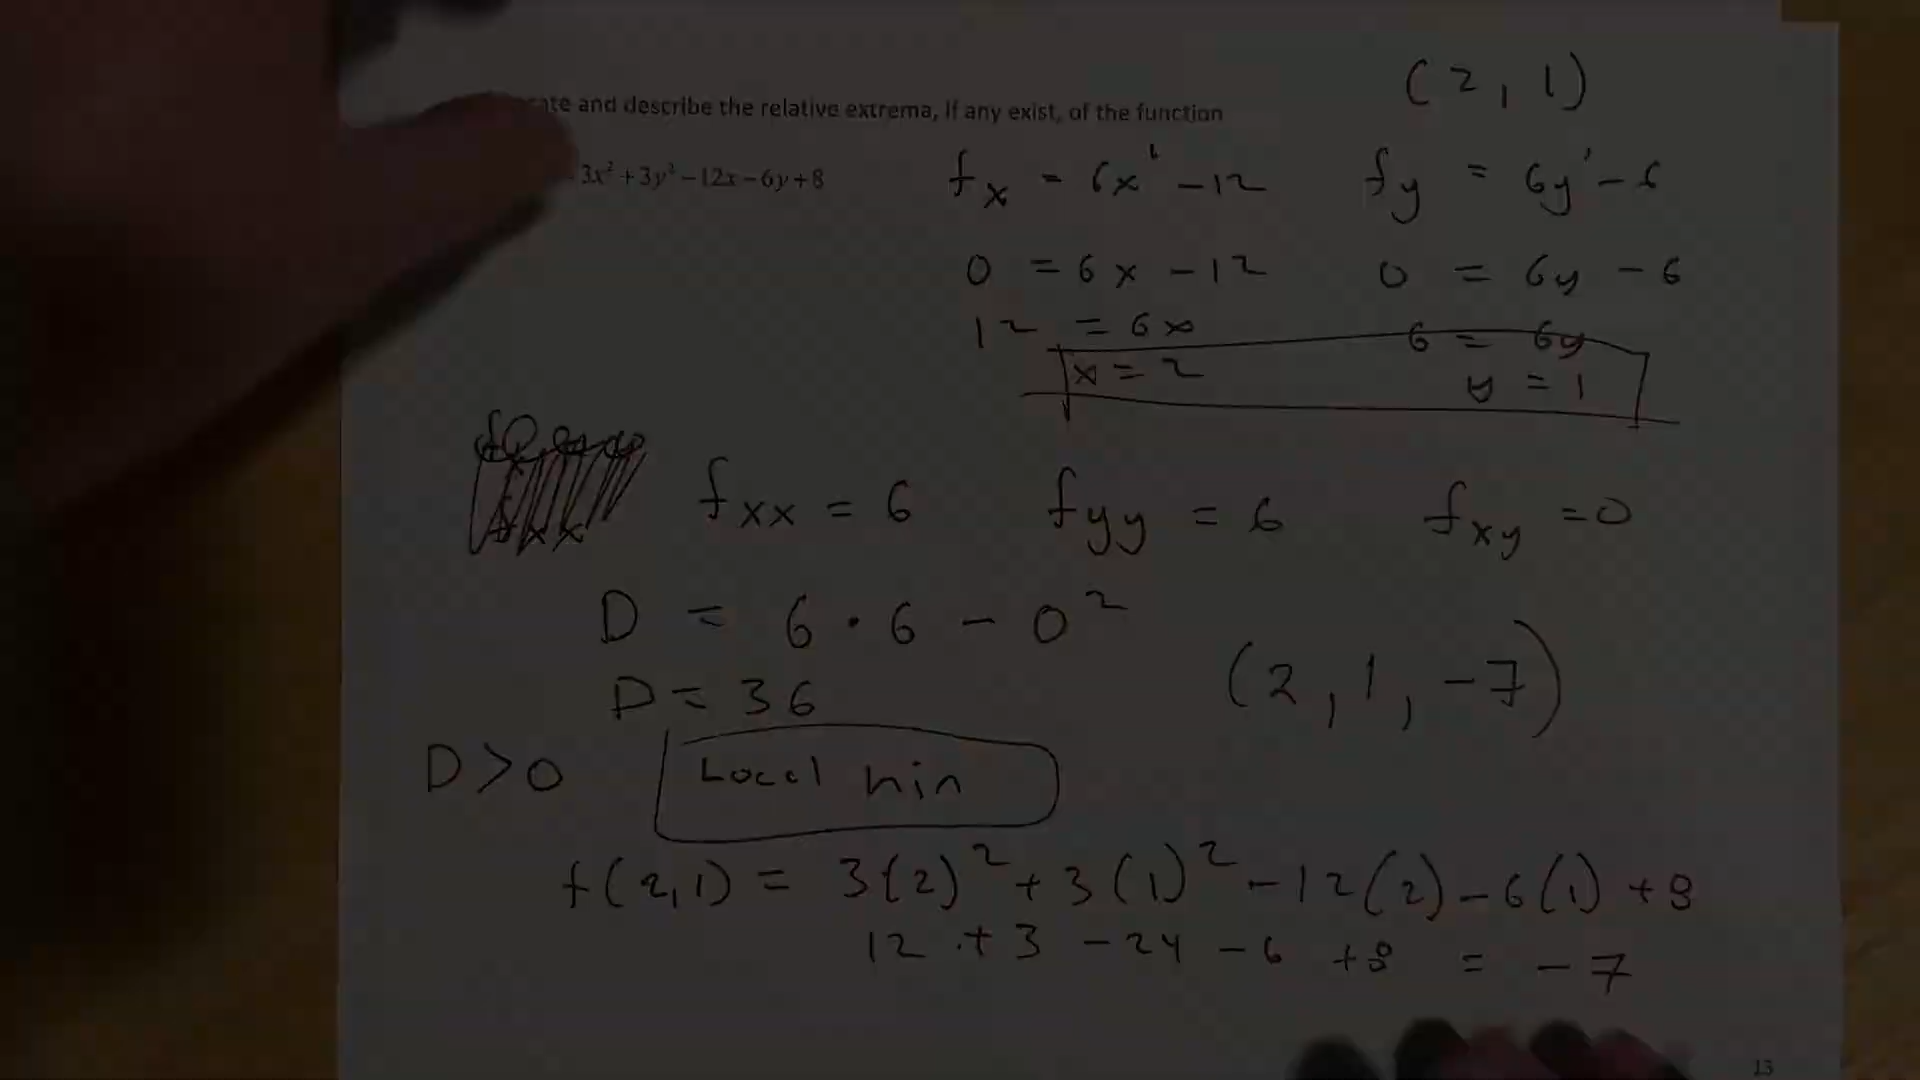 and describe the relative extrema, if any exist, of the function
3x² + 3y² − 12x − 6y + 8
(2, 1)
fx = 6x' − 12
fy = 6y' − 6
0 = 6x − 12
0 = 6y − 6
12 = 6x
6 = 6y
x = 2
y = 1
fxx = 6
fyy = 6
fxy = 0
D = 6 · 6 − 0²
D = 36
(2, 1, −7)
D > 0
Local min
f(2,1) = 3(2)² + 3(1)² − 12(2) − 6(1) + 8
12 + 3 − 24 − 6 + 8 = −7
13